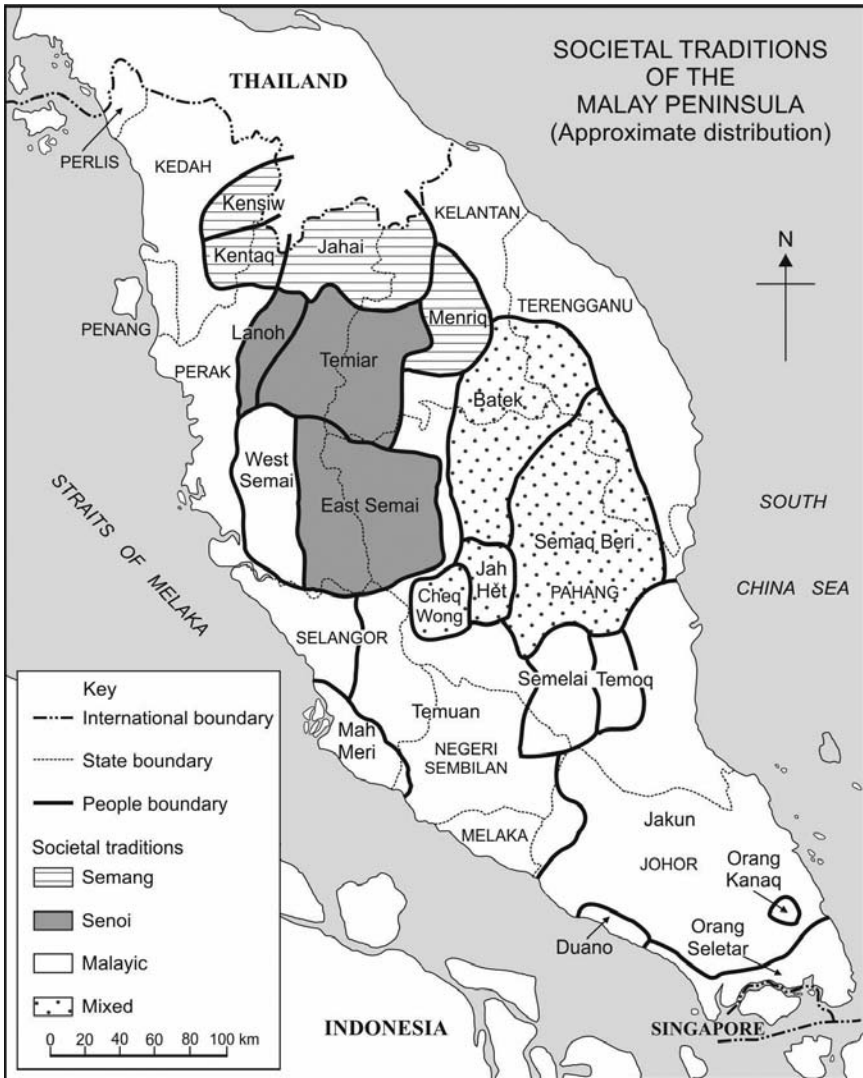 SOCIETAL TRADITIONS
OF THE
MALAY PENINSULA
(Approximate distribution)
THAILAND
PERLIS
KEDAH
Kensiw
KELANTAN
N
Kentaq
Jahai
TERENGGANU
PENANG
Lanoh
Menriq
PERAK
Temiar
Batek
West
Semai
STRAITS OF MELAKA
East Semai
SOUTH
CHINA SEA
Semaq Beri
Jah
Hět
PAHANG
Cheq
Wong
SELANGOR
Semelai
Temoq
Temuan
Mah
Meri
NEGERI
SEMBILAN
MELAKA
Jakun
JOHOR
Orang
Kanaq
Orang
Seletar
Duano
SINGAPORE
INDONESIA
Key
International boundary
State boundary
People boundary
Societal traditions
Semang
Senoi
Malayic
Mixed
0 20 40 60 80 100 km